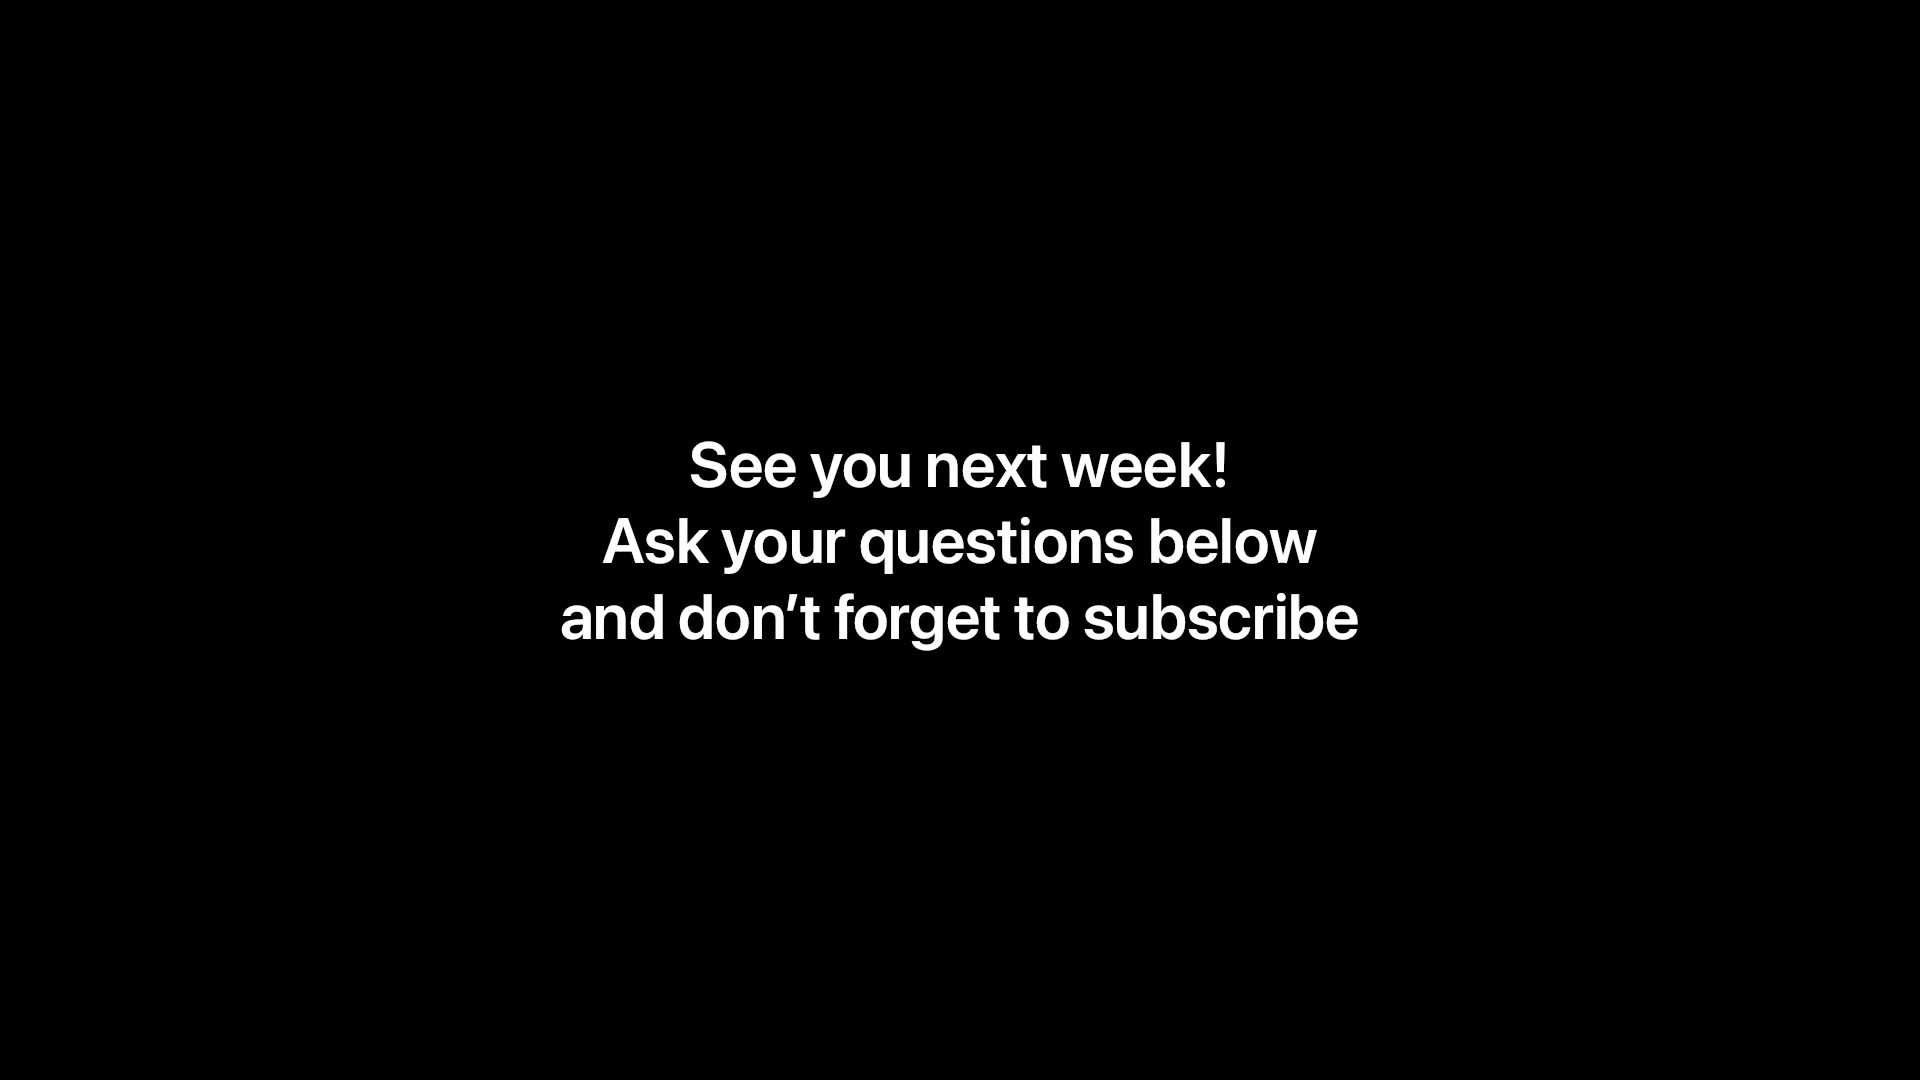 See you next week!
Ask your questions below
and don’t forget to subscribe